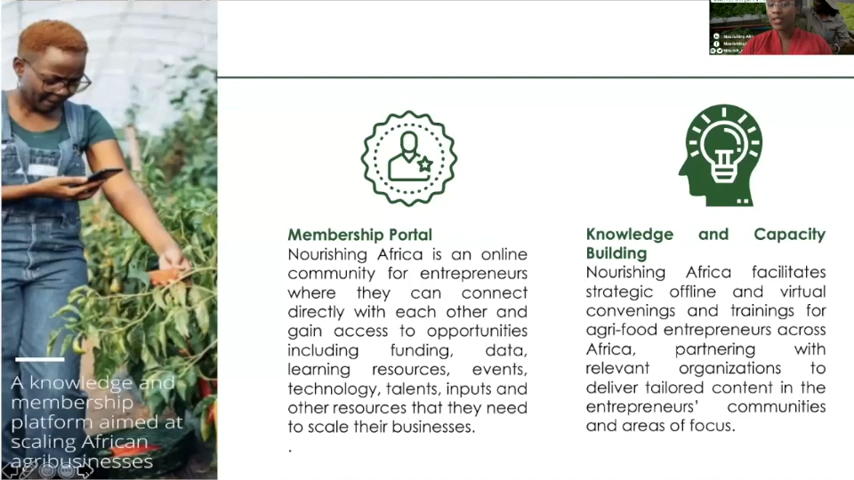 A knowledge and
membership
platform aimed at
scaling African
agribusinesses
Membership Portal
Nourishing Africa is an online
community for entrepreneurs
where they can connect
directly with each other and
gain access to opportunities
including funding, data,
learning resources, events,
technology, talents, inputs and
other resources that they need
to scale their businesses.
.
Knowledge and Capacity
Building
Nourishing Africa facilitates
strategic offline and virtual
convenings and trainings for
agri-food entrepreneurs across
Africa, partnering with
relevant organizations to
deliver tailored content in the
entrepreneurs' communities
and areas of focus.